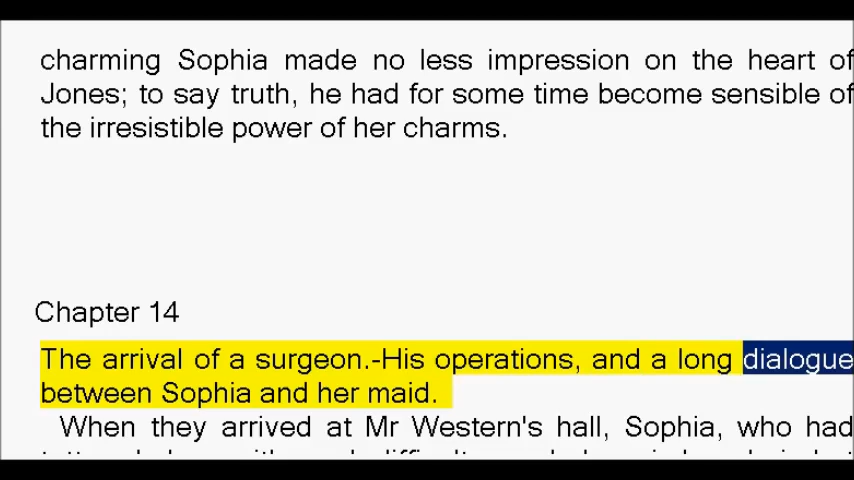 charming Sophia made no less impression on the heart of
Jones; to say truth, he had for some time become sensible of
the irresistible power of her charms.
Chapter 14
The arrival of a surgeon.-His operations, and a long dialogue
between Sophia and her maid.
When they arrived at Mr Western's hall, Sophia, who had